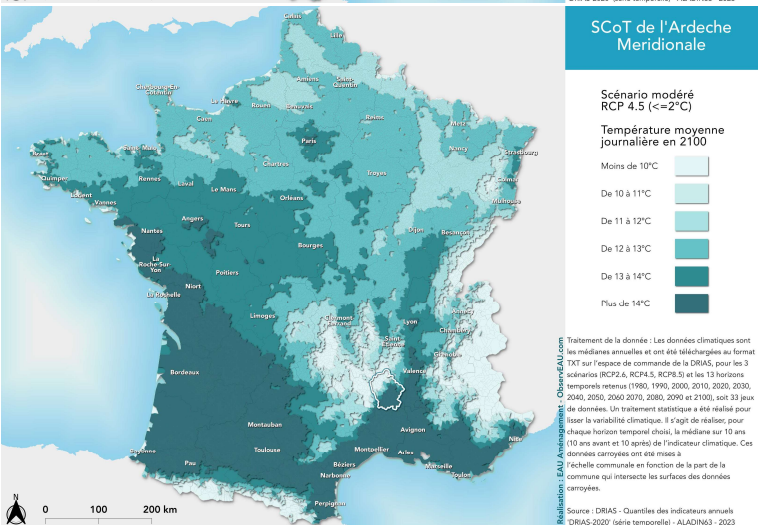 SCoT de l'Ardeche
Meridionale
Scénario modéré
RCP 4.5 (<=2°C)
Température moyenne
journalière en 2100
Moins de 10°C
De 10 à 11°C
De 11 à 12°C
De 12 à 13°C
De 13 à 14°C
Plus de 14°C
Calais
Lille
Amiens
Saint-
Quentin
Cherbourg-En-
Cotentin
Le Havre
Rouen
Beauvais
Caen
Reims
Metz
Paris
Nancy
Strasbourg
Brest
Saint-Malo
Chartres
Troyes
Colmar
Quimper
Rennes
Laval
Le Mans
Orléans
Mulhouse
Lorient
Vannes
Angers
Tours
Dijon
Besançon
Nantes
Bourges
La
Roche-Sur-
Yon
Poitiers
Niort
La Rochelle
Limoges
Clermont-
Ferrand
Lyon
Annecy
Chambéry
Saint-
Etienne
Grenoble
Valence
Bordeaux
Montauban
Avignon
Nice
Toulouse
Montpellier
Arles
Bayonne
Pau
Béziers
Marseille
Toulon
Narbonne
Perpignan
N
0 100 200 km
Réalisation : EAU Aménagement - ObservEAU.com
Traitement de la donnée : Les données climatiques sont
les médianes annuelles et ont été téléchargées au format
TXT sur l'espace de commande de la DRIAS, pour les 3
scénarios (RCP2.6, RCP4.5, RCP8.5) et les 13 horizons
temporels retenus (1980, 1990, 2000, 2010, 2020, 2030,
2040, 2050, 2060 2070, 2080, 2090 et 2100), soit 33 jeux
de données. Un traitement statistique a été réalisé pour
lisser la variabilité climatique. Il s'agit de réaliser, pour
chaque horizon temporel choisi, la médiane sur 10 ans
(10 ans avant et 10 après) de l'indicateur climatique. Ces
données carroyées ont été mises à
l'échelle communale en fonction de la part de la
commune qui intersecte les surfaces des données
carroyées.
Source : DRIAS - Quantiles des indicateurs annuels
'DRIAS-2020' (série temporelle) - ALADIN63 - 2023